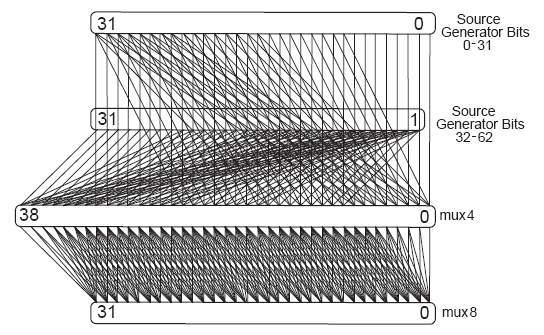 31 0
Source
Generator Bits
0-31
31 1
Source
Generator Bits
32-62
38 0 mux4
31 0 mux8